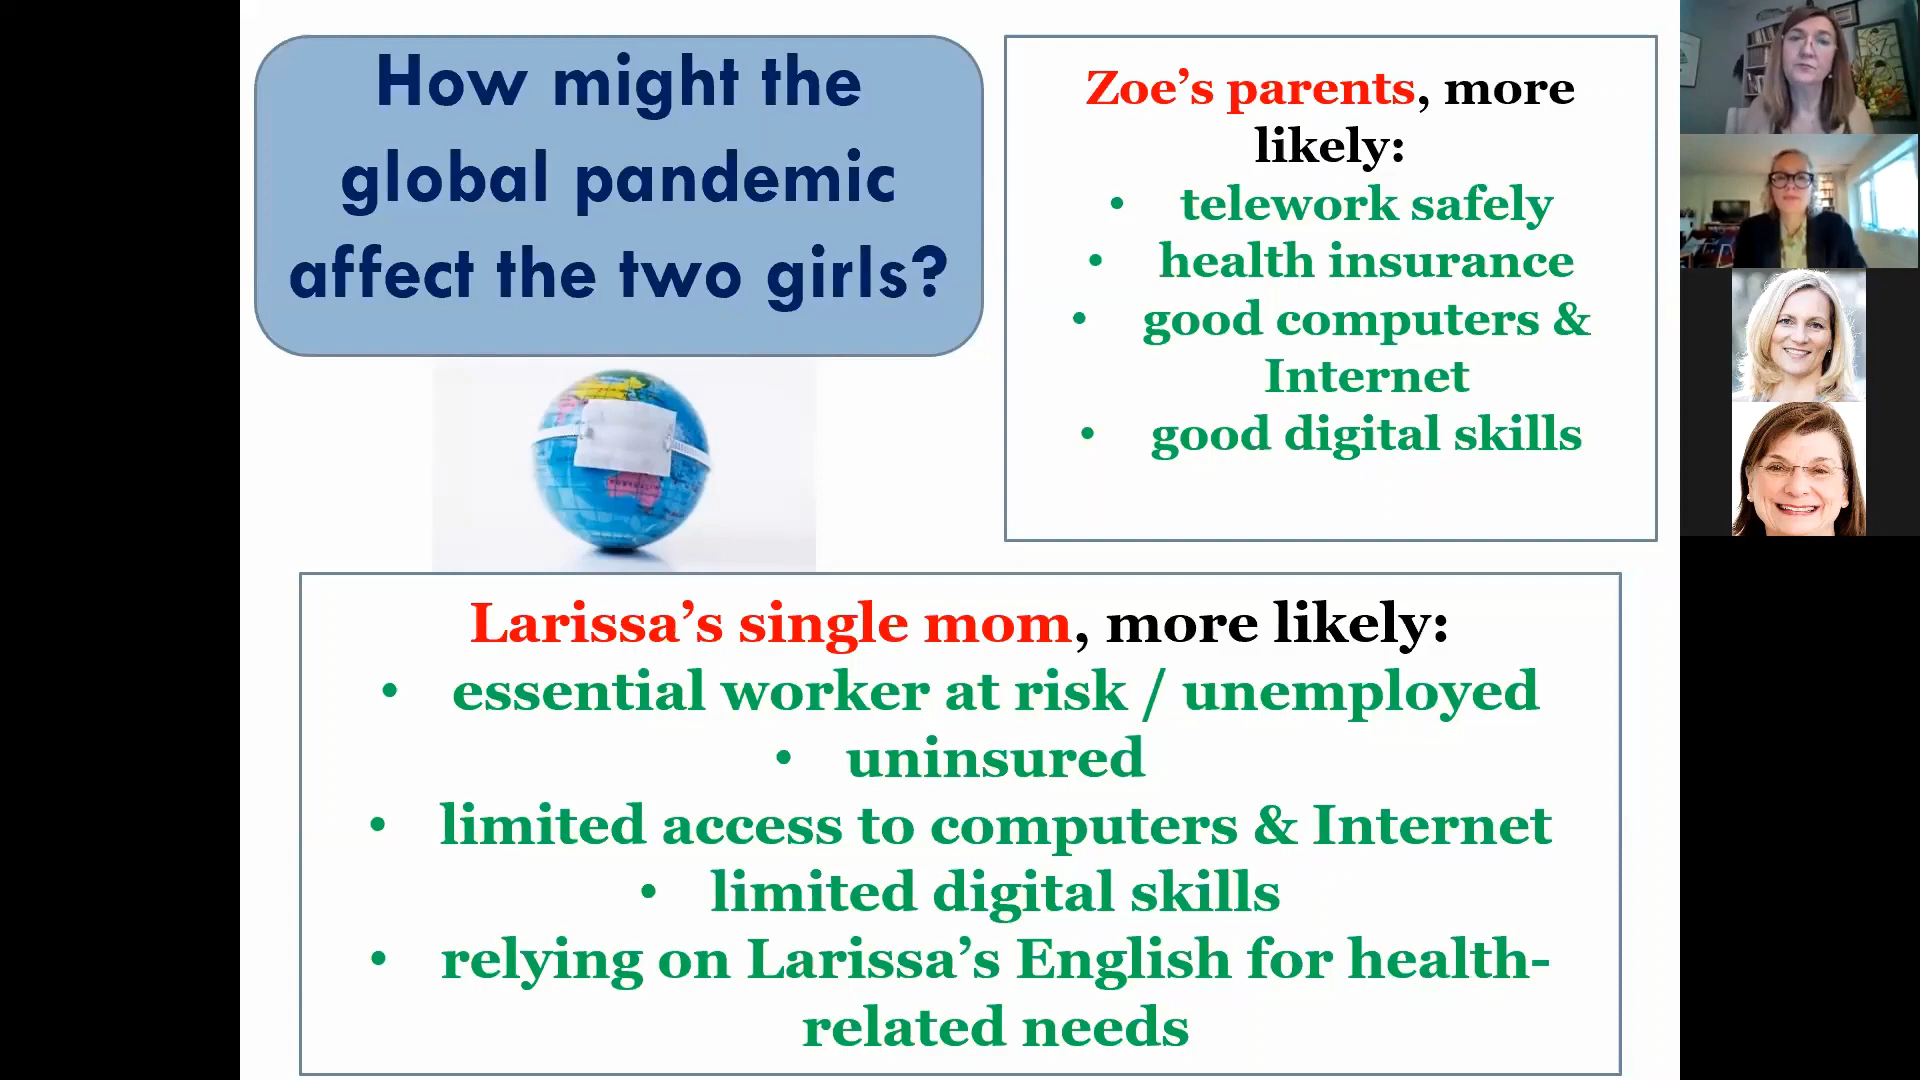 How might the
global pandemic
affect the two girls?
Zoe’s parents, more
likely:
• telework safely
• health insurance
• good computers &
Internet
• good digital skills
Larissa’s single mom, more likely:
• essential worker at risk / unemployed
• uninsured
• limited access to computers & Internet
• limited digital skills
• relying on Larissa’s English for health-
related needs